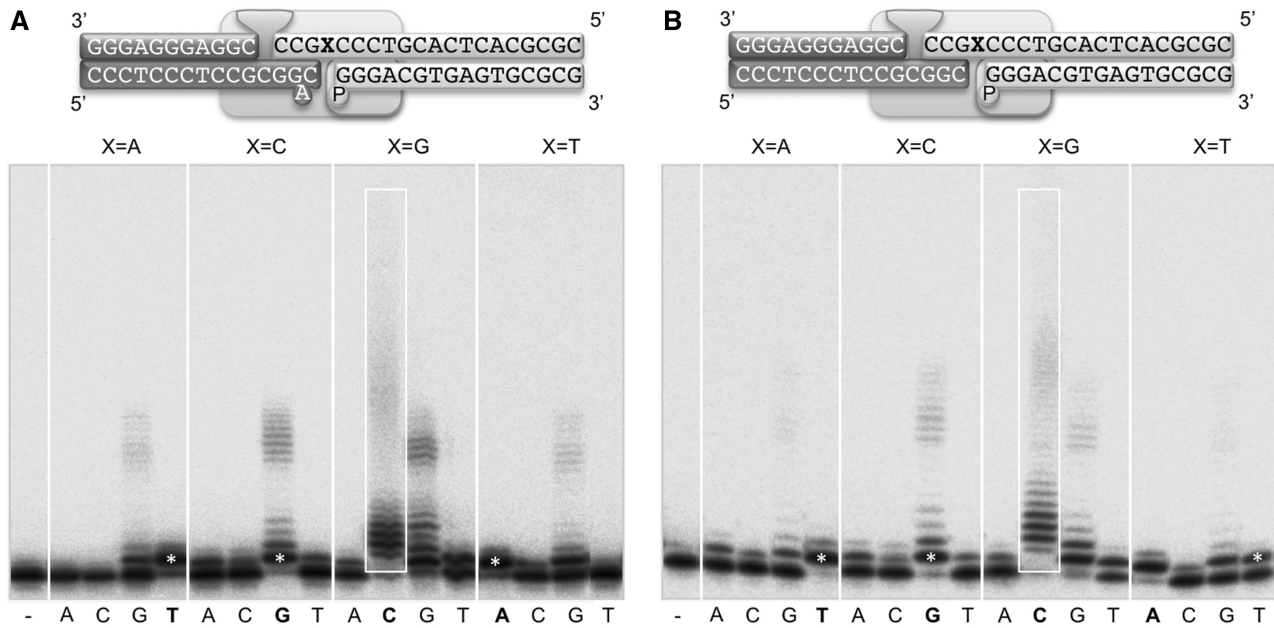 A
3’ 5’
GGGAGGGAGGC CCGXCCCTGCACTCACGCGC
CCCTCCCTCCGCGGC GGGACGTGAGTGCGCG
A P
5’ 3’
X=A X=C X=G X=T
* * *
- A C G T A C G T A C G T A C G T
B
3’ 5’
GGGAGGGAGGC CCGXCCCTGCACTCACGCGC
CCCTCCCTCCGCGGC GGGACGTGAGTGCGCG
P
5’ 3’
X=A X=C X=G X=T
* * *
- A C G T A C G T A C G T A C G T